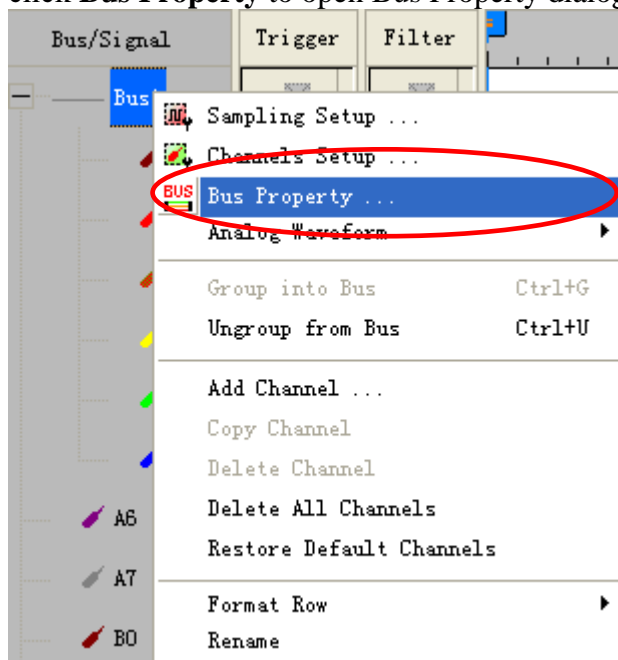 click Bus Property to open Bus Property dialog
Bus/Signal Trigger Filter
Bus
Sampling Setup ...
Channels Setup ...
BUS Bus Property ...
Analog Waveform
Group into Bus Ctrl+G
Ungroup from Bus Ctrl+U
Add Channel ...
Copy Channel
Delete Channel
A6 Delete All Channels
Restore Default Channels
A7
Format Row
B0 Rename